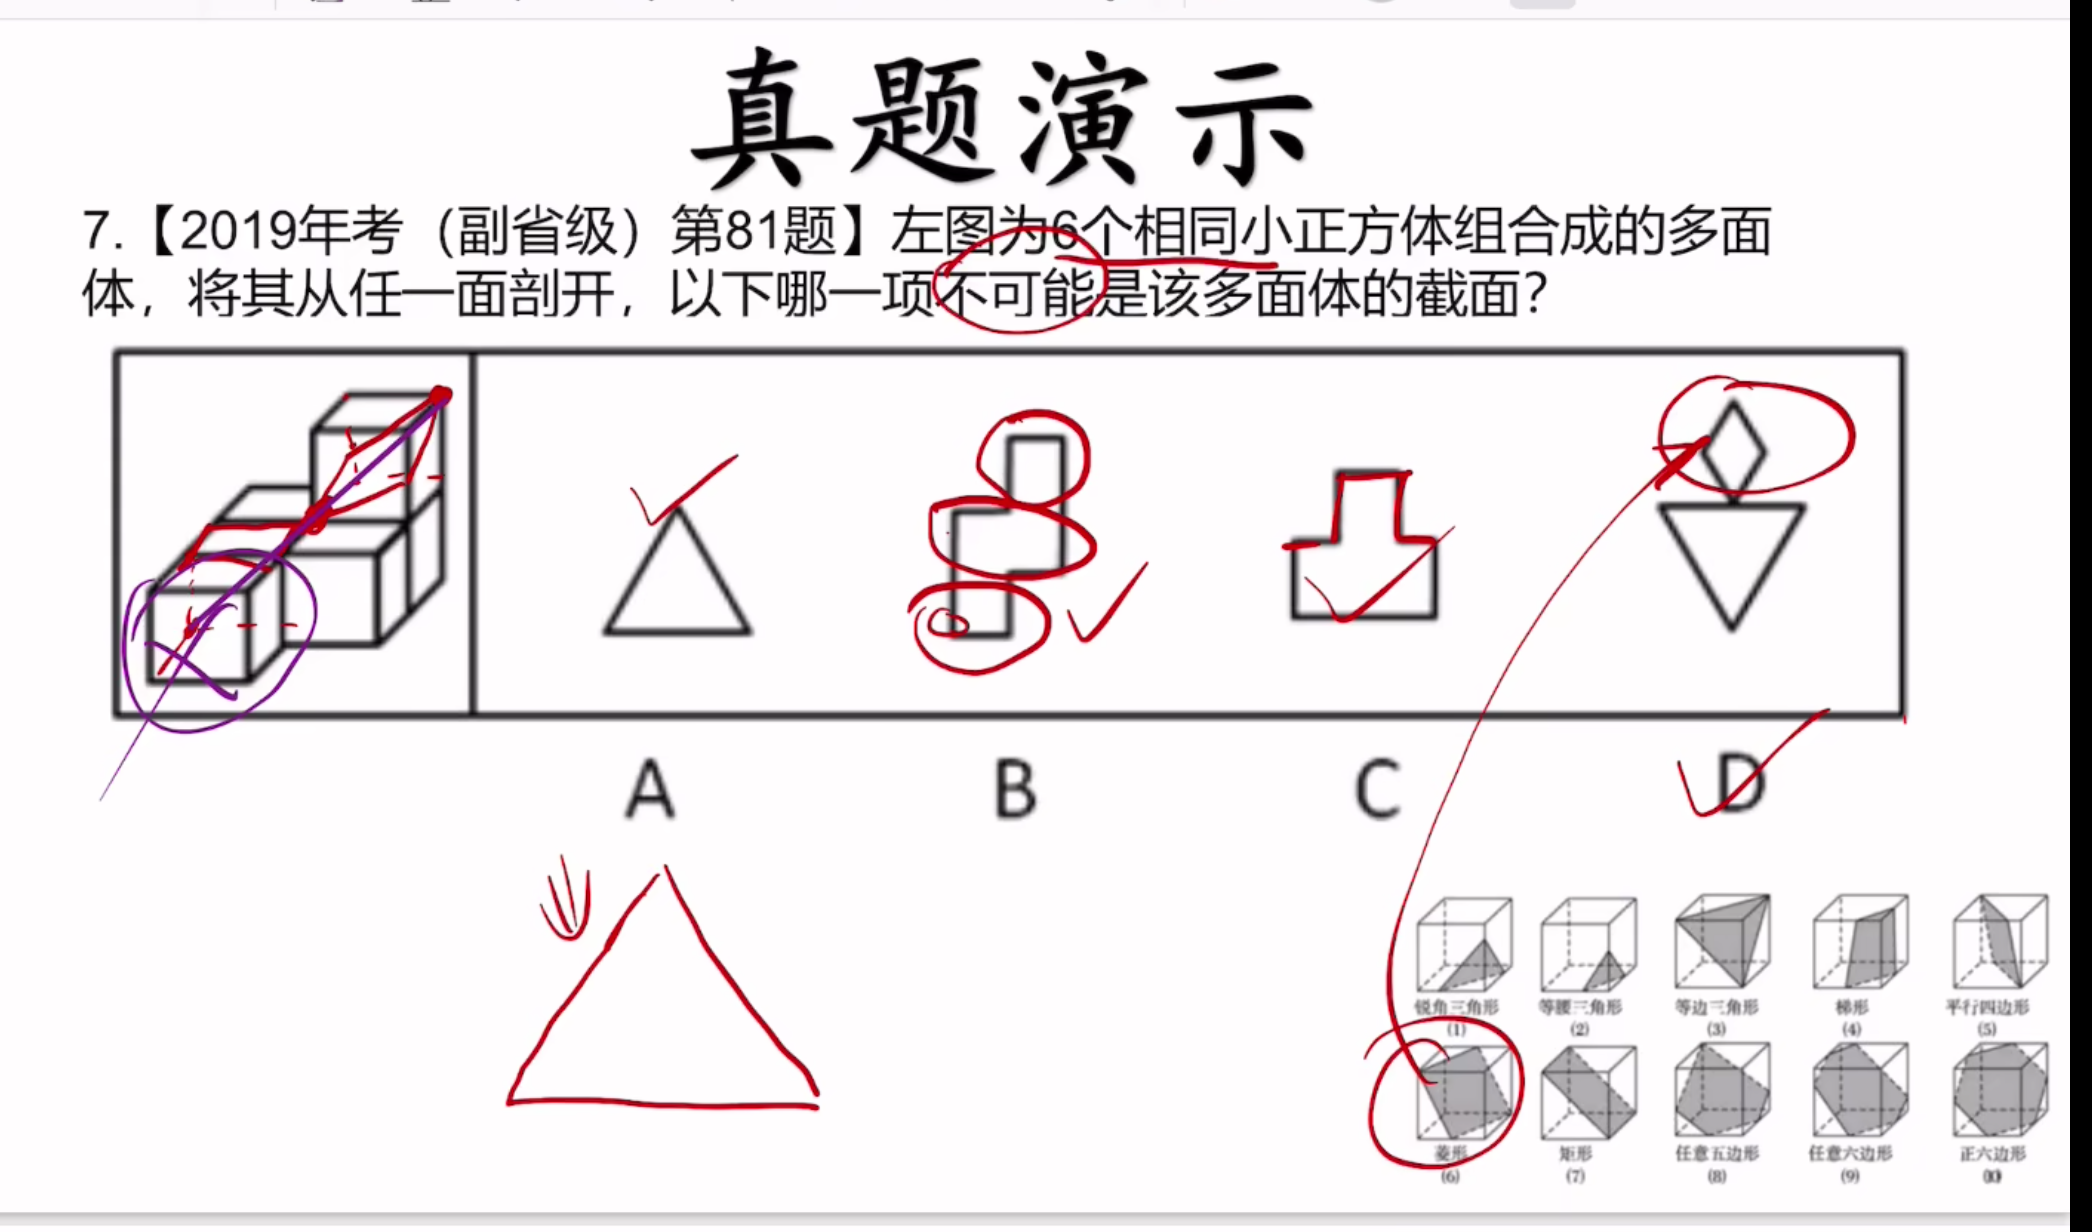 真题演示
7.【2019年考（副省级）第81题】左图为6个相同小正方体组合成的多面
体，将其从任一面剖开，以下哪一项不可能是该多面体的截面？
A B C D
锐角三角形 等腰三角形 等边三角形 梯形 平行四边形
(1) (2) (3) (4) (5)
菱形 矩形 任意五边形 任意六边形 正六边形
(6) (7) (8) (9) (10)